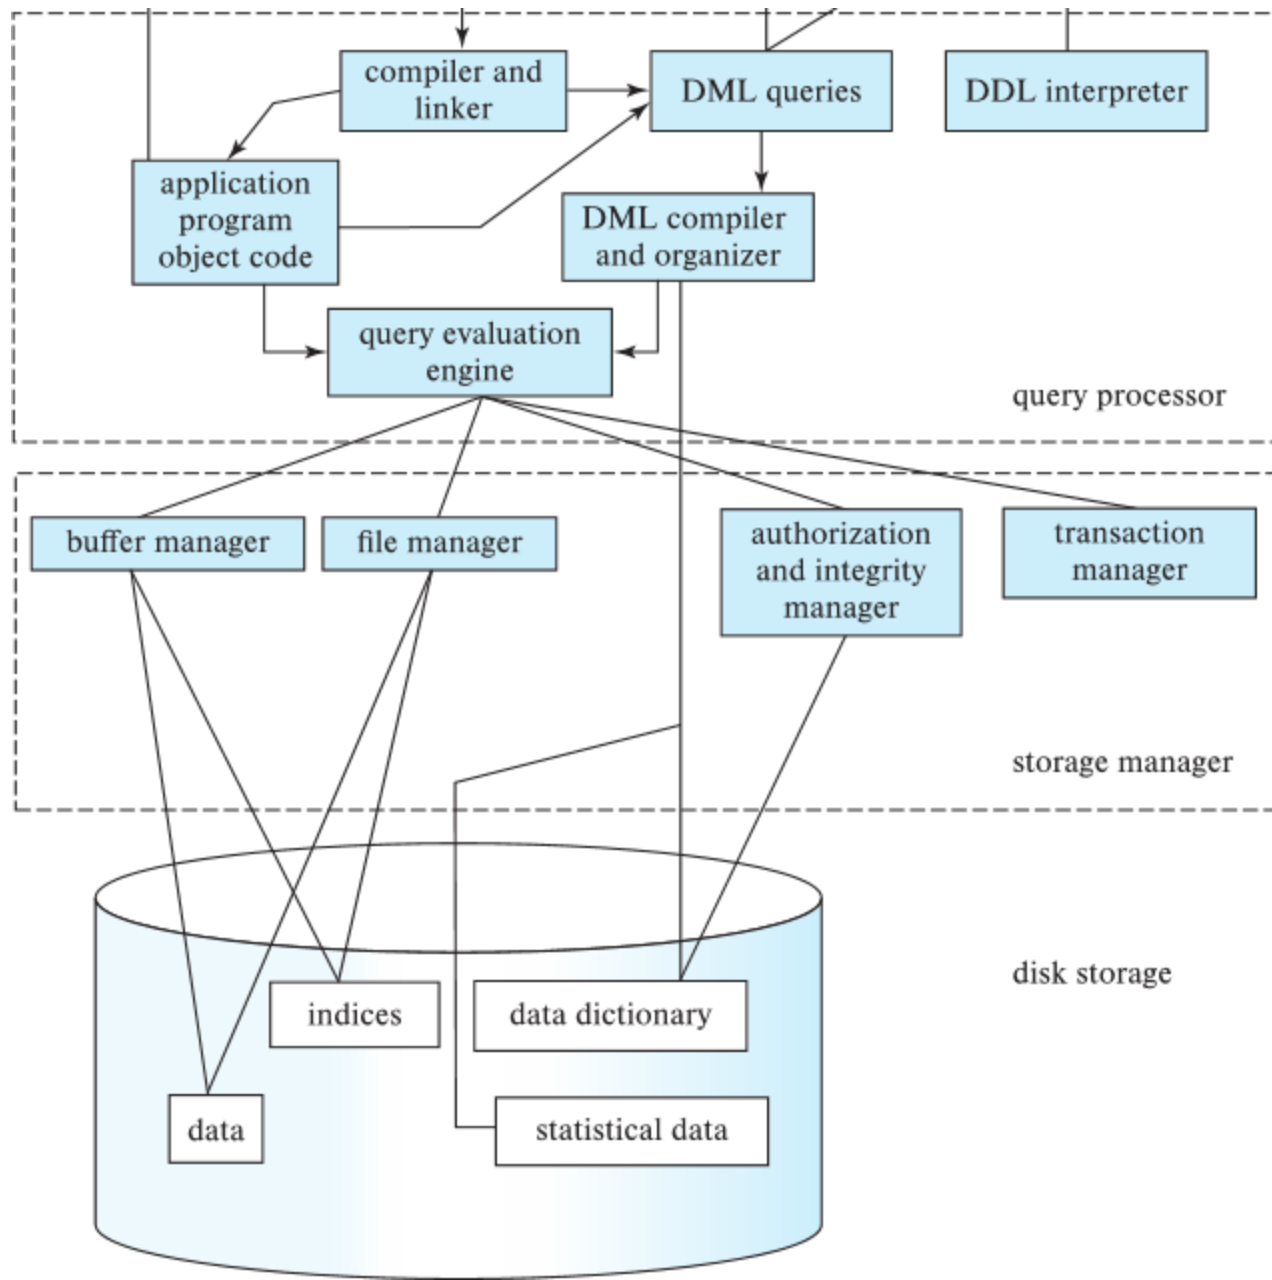 compiler and
linker
DML queries
DDL interpreter
application
program
object code
DML compiler
and organizer
query evaluation
engine
query processor
buffer manager
file manager
authorization
and integrity
manager
transaction
manager
storage manager
disk storage
indices
data dictionary
data
statistical data